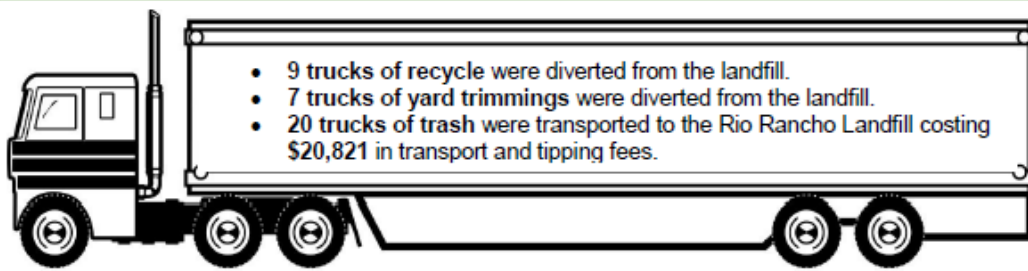 • 9 trucks of recycle were diverted from the landfill.
• 7 trucks of yard trimmings were diverted from the landfill.
• 20 trucks of trash were transported to the Rio Rancho Landfill costing
$20,821 in transport and tipping fees.